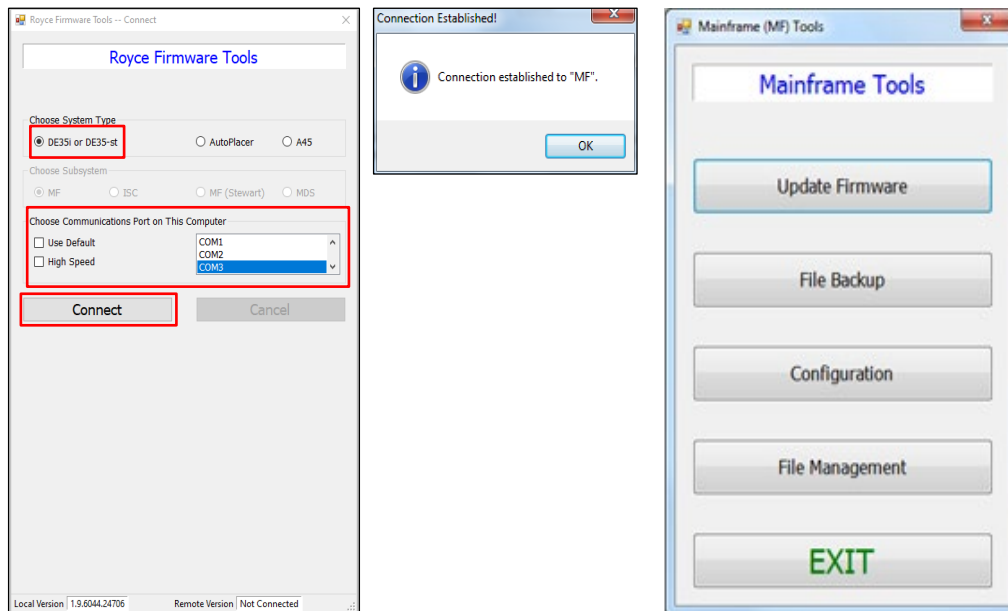 Royce Firmware Tools -- Connect
Royce Firmware Tools
Choose System Type
DE35i or DE35-st
AutoPlacer
A45
Choose Subsystem
MF
ISC
MF (Stewart)
MDS
Choose Communications Port on This Computer
Use Default
High Speed
COM1
COM2
COM3
Connect
Cancel
Local Version
1.9.6044.24706
Remote Version
Not Connected
Connection Established!
Connection established to "MF".
OK
Mainframe (MF) Tools
Mainframe Tools
Update Firmware
File Backup
Configuration
File Management
EXIT